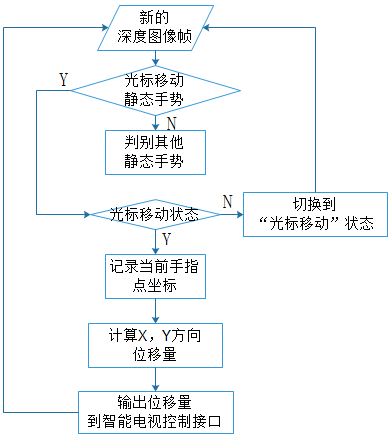 新的
深度图像帧
Y
光标移动
静态手势
N
判别其他
静态手势
光标移动状态
N
切换到
“光标移动”状态
Y
记录当前手指
点坐标
计算X，Y方向
位移量
输出位移量
到智能电视控制接口